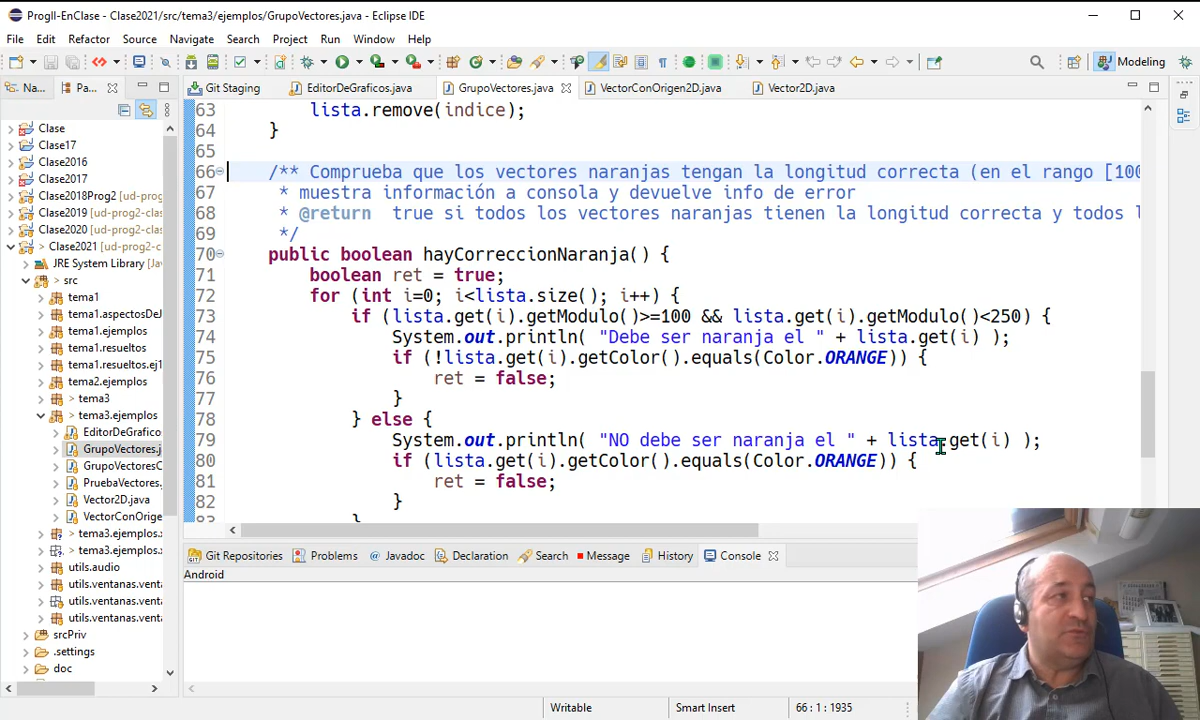 ProgII-EnClase - Clase2021/src/tema3/ejemplos/GrupoVectores.java - Eclipse IDE
File Edit Refactor Source Navigate Search Project Run Window Help
Modeling
Na... Pa...
Git Staging EditorDeGraficos.java GrupoVectores.java VectorConOrigen2D.java Vector2D.java
Clase
Clase17
Clase2016
Clase2017
Clase2018Prog2 [ud-prog2-clas
Clase2019 [ud-prog2-clas
Clase2020 [ud-prog2-clas
> Clase2021 [ud-prog2-
JRE System Library [Jav
> src
tema1
tema1.aspectosDeJ
tema1.ejemplos
tema1.resueltos
tema1.resueltos.ej1
tema2.ejemplos
> tema3
> tema3.ejemplos
EditorDeGrafico
GrupoVectores.j
GrupoVectoresC
PruebaVectores.
Vector2D.java
VectorConOrige
> tema3.ejemplos.
> tema3.ejemplos.
utils.audio
utils.ventanas.vent
utils.ventanas.vent
utils.ventanas.vent
srcPriv
.settings
doc
63 lista.remove(indice);
64 }
65
66 /** Comprueba que los vectores naranjas tengan la longitud correcta (en el rango [100
67 * muestra información a consola y devuelve info de error
68 * @return true si todos los vectores naranjas tienen la longitud correcta y todos l
69 */
70 public boolean hayCorreccionNaranja() {
71 boolean ret = true;
72 for (int i=0; i<lista.size(); i++) {
73 if (lista.get(i).getModulo()>=100 && lista.get(i).getModulo()<250) {
74 System.out.println( "Debe ser naranja el " + lista.get(i) );
75 if (!lista.get(i).getColor().equals(Color.ORANGE)) {
76 ret = false;
77 }
78 } else {
79 System.out.println( "NO debe ser naranja el " + lista.get(i) );
80 if (lista.get(i).getColor().equals(Color.ORANGE)) {
81 ret = false;
82 }
83 }
Git Repositories Problems Javadoc Declaration Search Message History Console
Android
Writable Smart Insert 66 : 1 : 1935